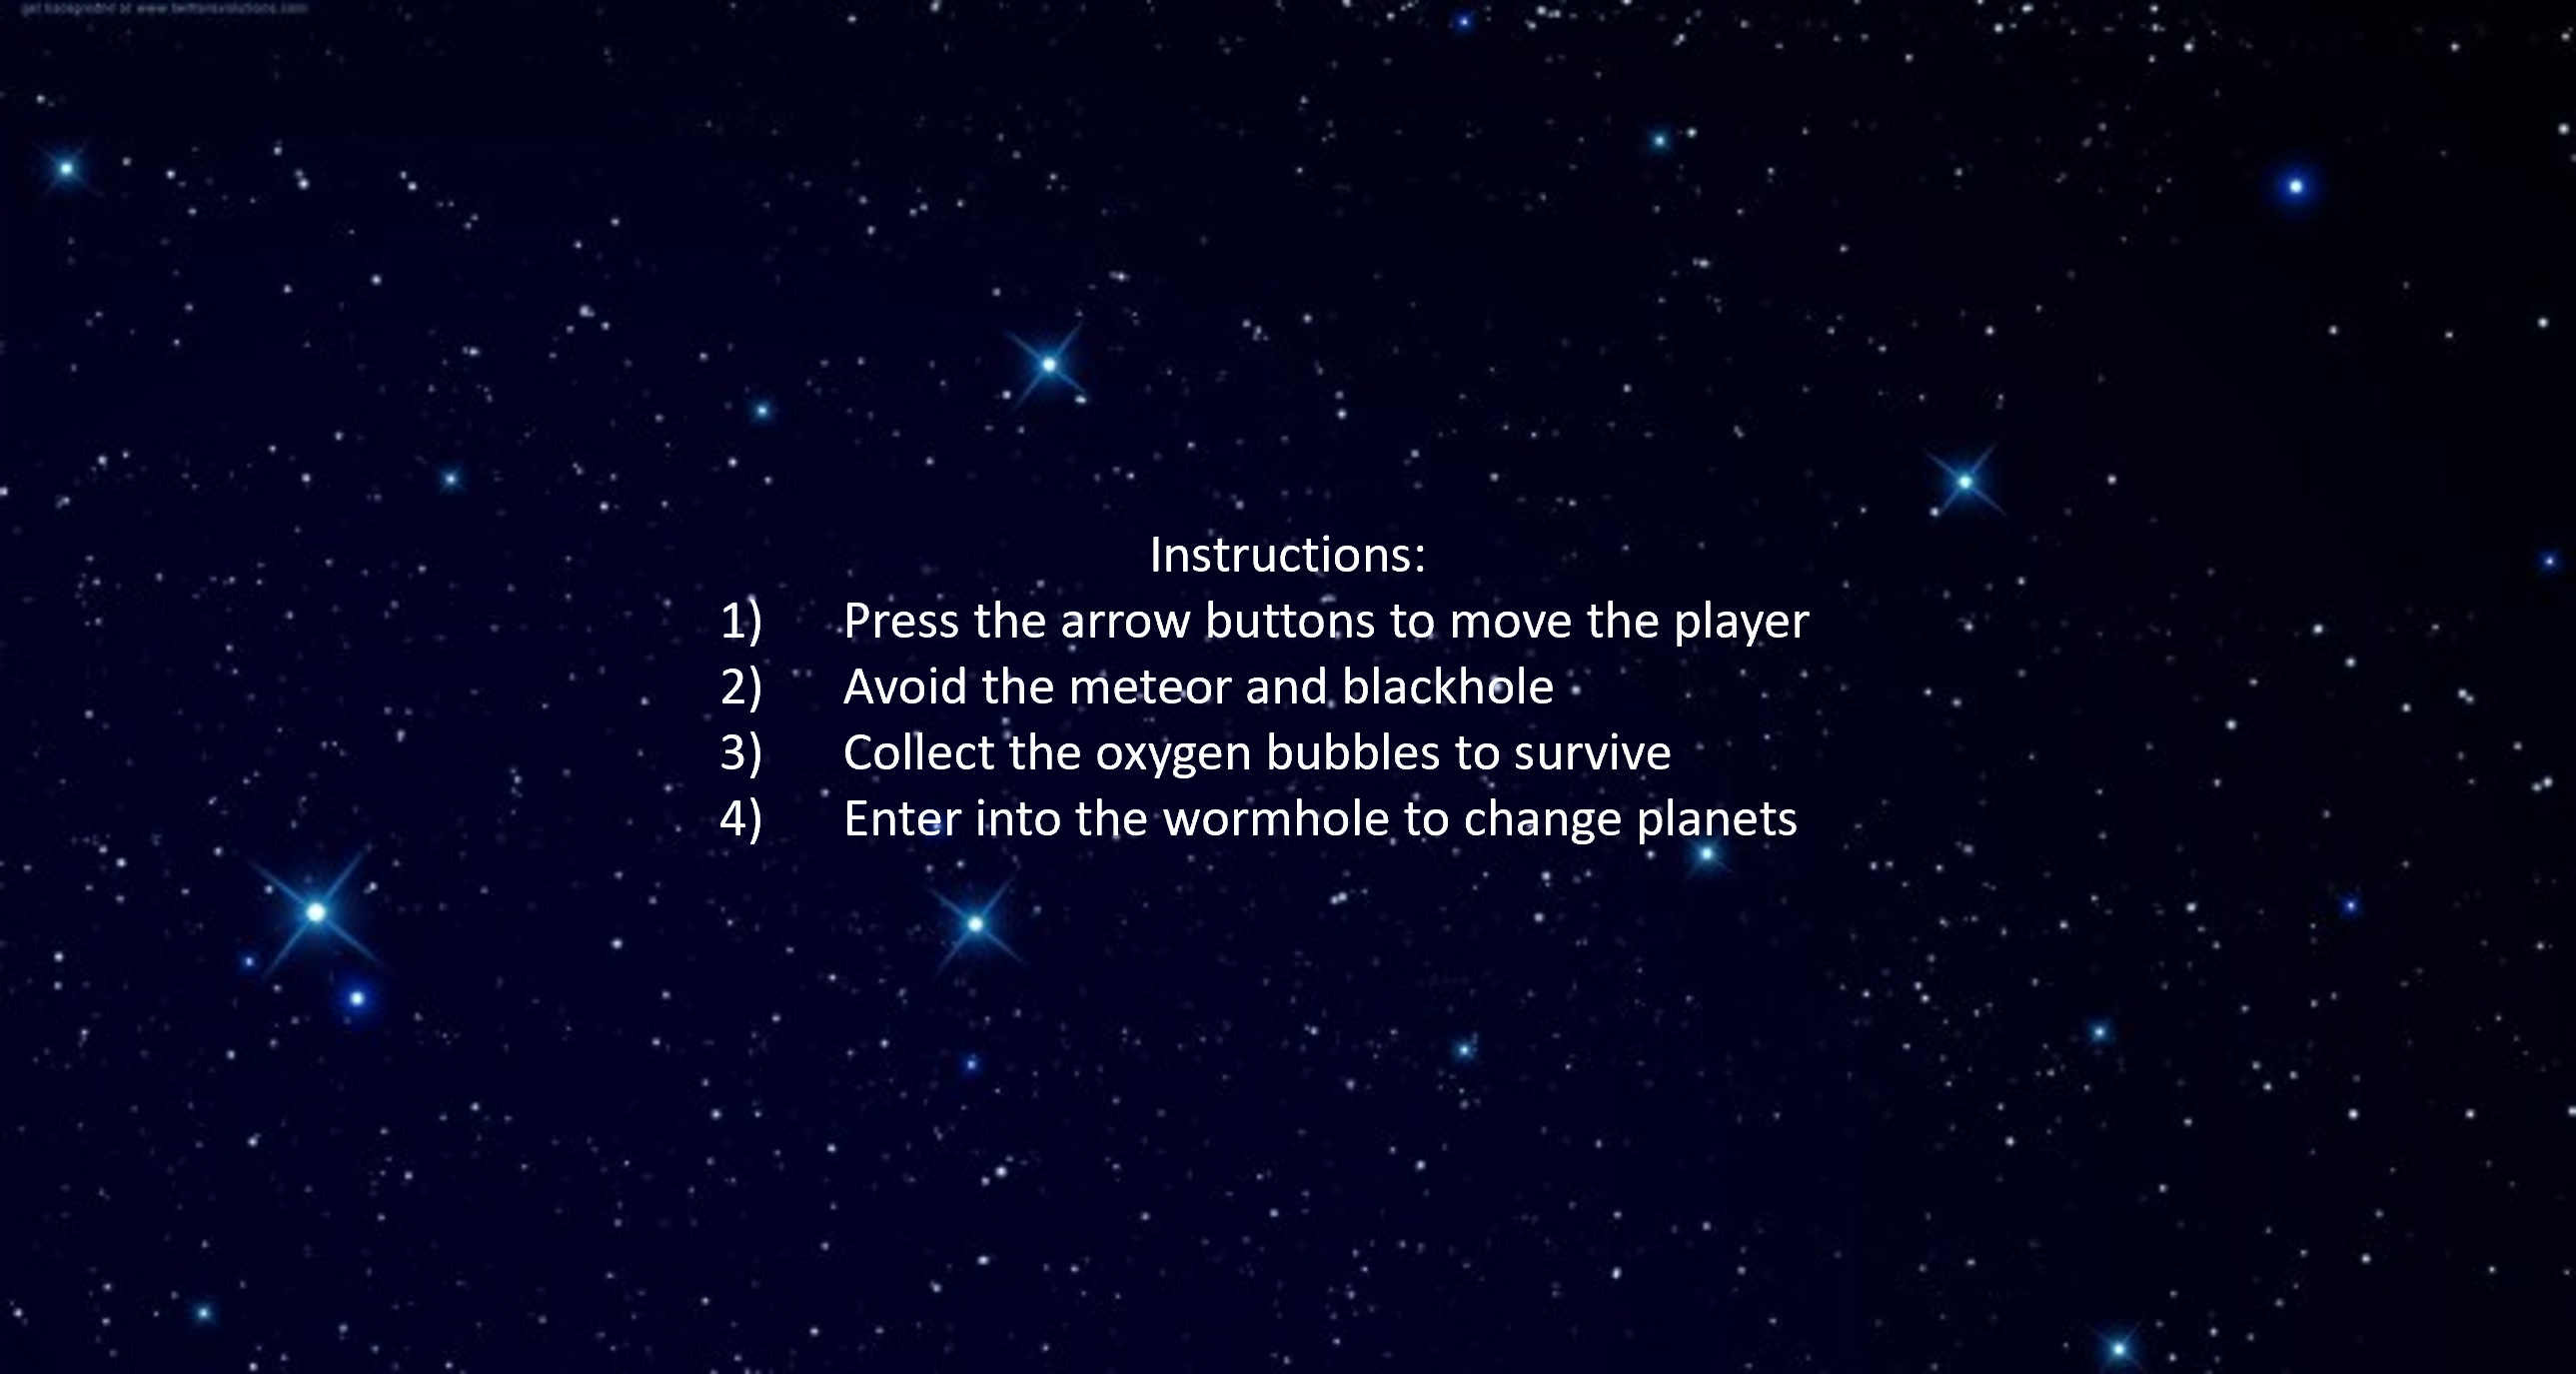 Instructions:
1) Press the arrow buttons to move the player
2) Avoid the meteor and blackhole
3) Collect the oxygen bubbles to survive
4) Enter into the wormhole to change planets